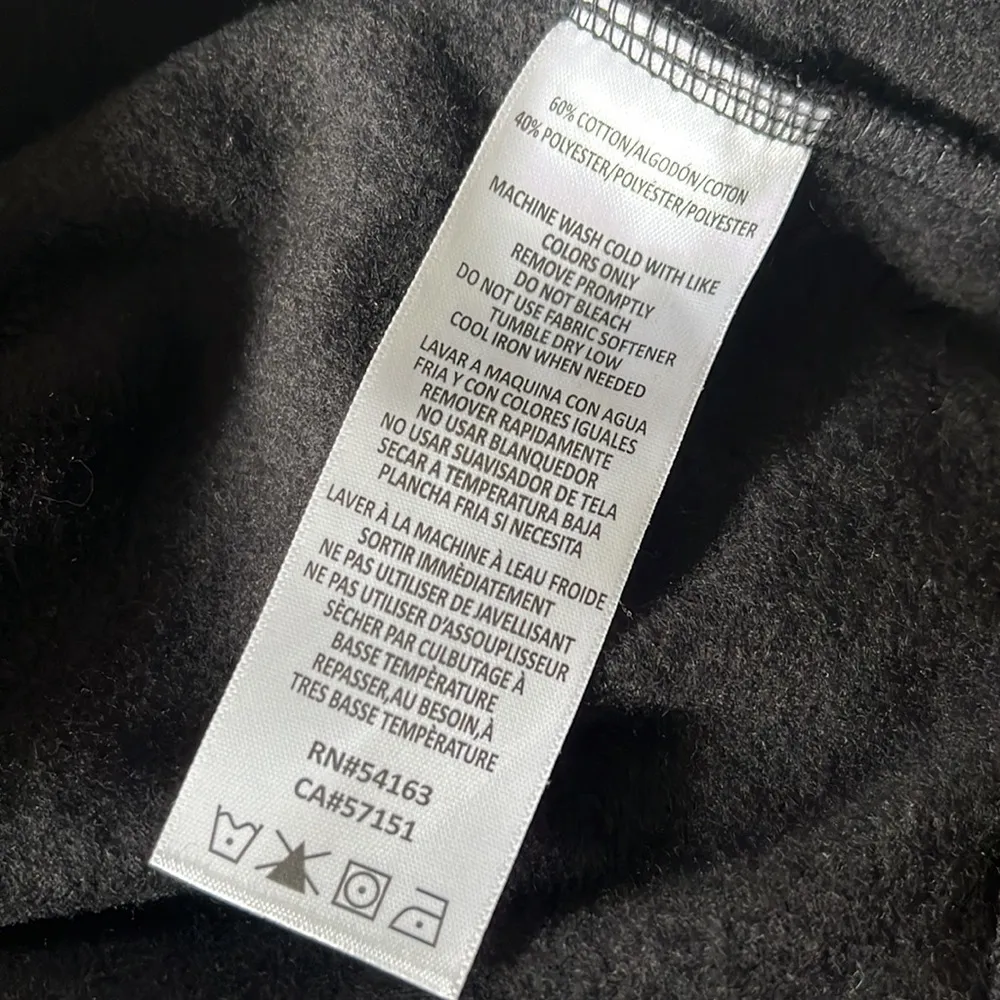 60% COTTON/ALGODÓN/COTON
40% POLYESTER/POLYÉSTER/POLYESTER
MACHINE WASH COLD WITH LIKE
COLORS ONLY
REMOVE PROMPTLY
DO NOT BLEACH
DO NOT USE FABRIC SOFTENER
TUMBLE DRY LOW
COOL IRON WHEN NEEDED
LAVAR A MAQUINA CON AGUA
FRIA Y CON COLORES IGUALES
REMOVER RAPIDAMENTE
NO USAR BLANQUEDOR
NO USAR SUAVISADOR DE TELA
SECAR A TEMPERATURA BAJA
PLANCHA FRIA SI NECESITA
LAVER À LA MACHINE À LEAU FROIDE
SORTIR IMMÈDIATEMENT
NE PAS ULTILISER DE JAVELLISANT
NE PAS UTILISER D'ASSOUPLISSEUR
SÈCHER PAR CULBUTAGE À
BASSE TEMPÈRATURE
REPASSER,AU BESOIN,À
TRES BASSE TEMPÈRATURE
RN#54163
CA#57151